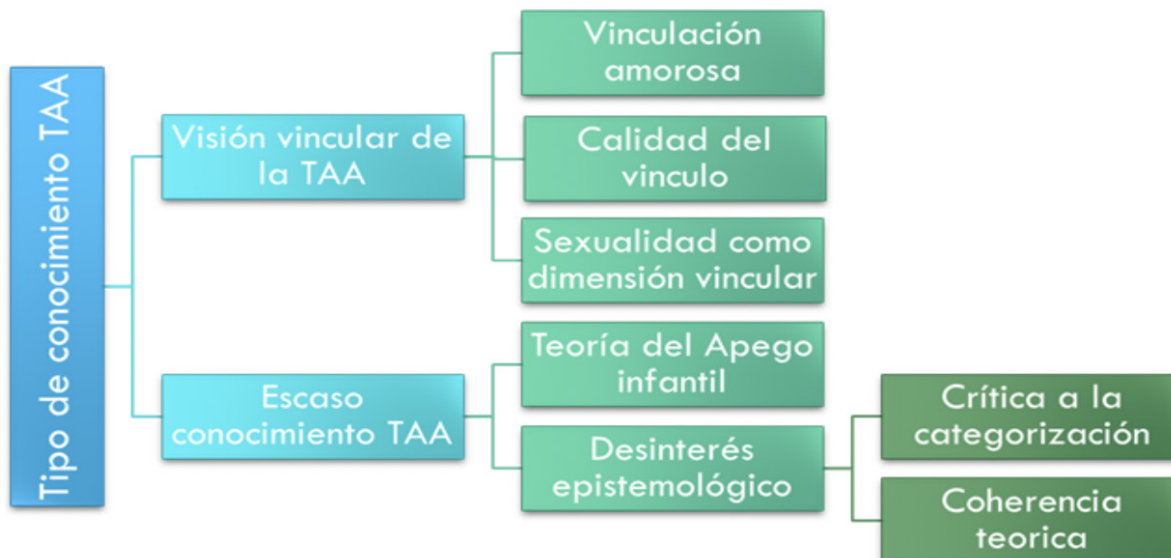 Tipo de conocimiento TAA
Visión vincular de
la TAA
Vinculación
amorosa
Calidad del
vinculo
Sexualidad como
dimensión vincular
Escaso
conocimiento TAA
Teoría del Apego
infantil
Desinterés
epistemológico
Crítica a la
categorización
Coherencia
teorica